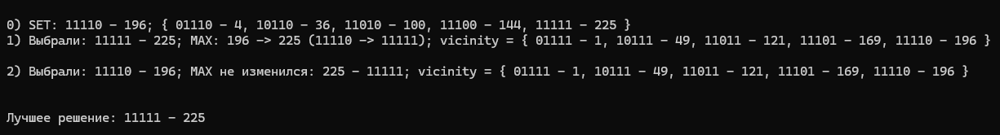 0) SET: 11110 - 196; { 01110 - 4, 10110 - 36, 11010 - 100, 11100 - 144, 11111 - 225 }
1) Выбрали: 11111 - 225; MAX: 196 -> 225 (11110 -> 11111); vicinity = { 01111 - 1, 10111 - 49, 11011 - 121, 11101 - 169, 11110 - 196 }
2) Выбрали: 11110 - 196; MAX не изменился: 225 - 11111; vicinity = { 01111 - 1, 10111 - 49, 11011 - 121, 11101 - 169, 11110 - 196 }
Лучшее решение: 11111 - 225